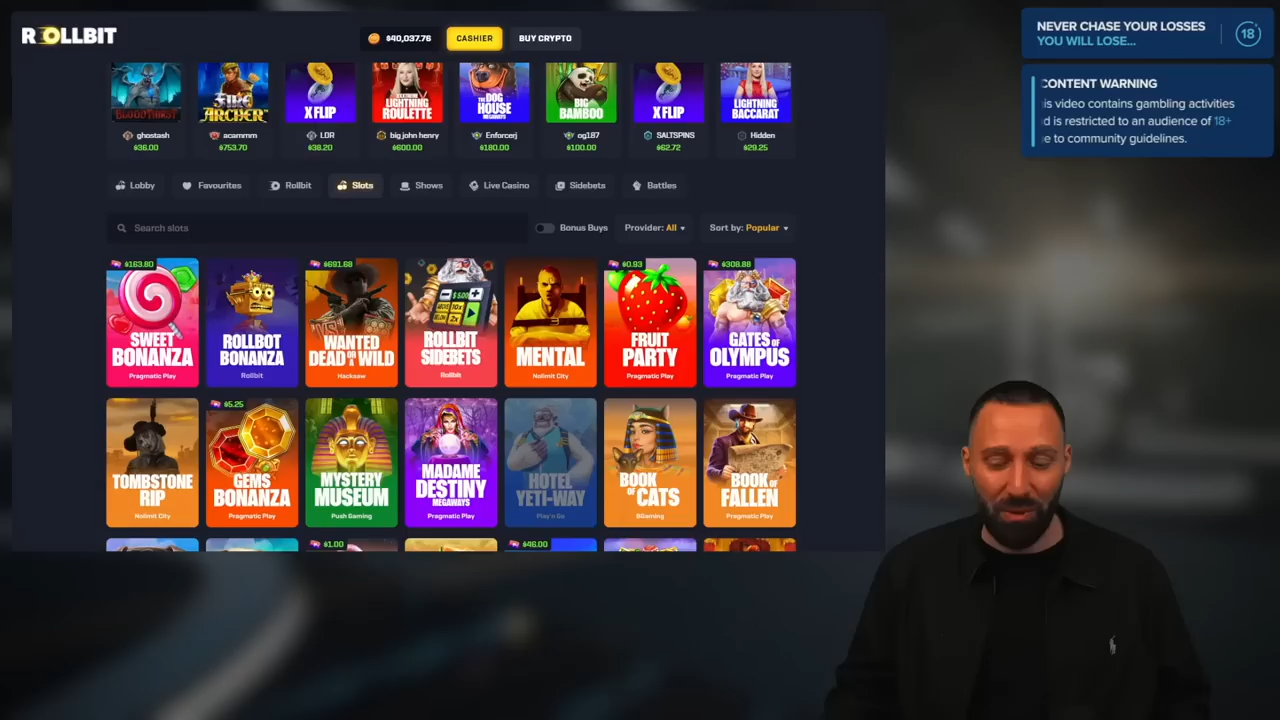 ROLLBIT
$40,037.76
CASHIER
BUY CRYPTO
NEVER CHASE YOUR LOSSES
YOU WILL LOSE...
18
CONTENT WARNING
is video contains gambling activities
d is restricted to an audience of 18+
e to community guidelines.
BLOODTHIRST
FIRE ARCHER
X FLIP
LIGHTNING ROULETTE
THE DOG HOUSE MEGAWAYS
BIG BAMBOO
X FLIP
LIGHTNING BACCARAT
ghostash
acammm
LDR
big john henry
Enforcerj
og187
SALTSPINS
Hidden
$36.00
$753.70
$38.20
$600.00
$180.00
$100.00
$62.72
$29.25
Lobby
Favourites
Rollbit
Slots
Shows
Live Casino
Sidebets
Battles
Search slots
Bonus Buys
Provider: All
Sort by: Popular
$163.80
SWEET
BONANZA
Pragmatic Play
ROLLBOT
BONANZA
Rollbit
$691.68
WANTED
DEAD OR A WILD
Hacksaw
ROLLBIT
SIDEBETS
Rollbit
MENTAL
Nolimit City
$0.93
FRUIT
PARTY
Pragmatic Play
$308.88
GATES OF
OLYMPUS
Pragmatic Play
TOMBSTONE
RIP
Nolimit City
$5.25
GEMS
BONANZA
Pragmatic Play
MYSTERY
MUSEUM
Push Gaming
MADAME
DESTINY
MEGAWAYS
Pragmatic Play
HOTEL
YETI-WAY
Play'n Go
BOOK
OF CATS
BGaming
BOOK OF
FALLEN
Pragmatic Play
$1.00
$46.00